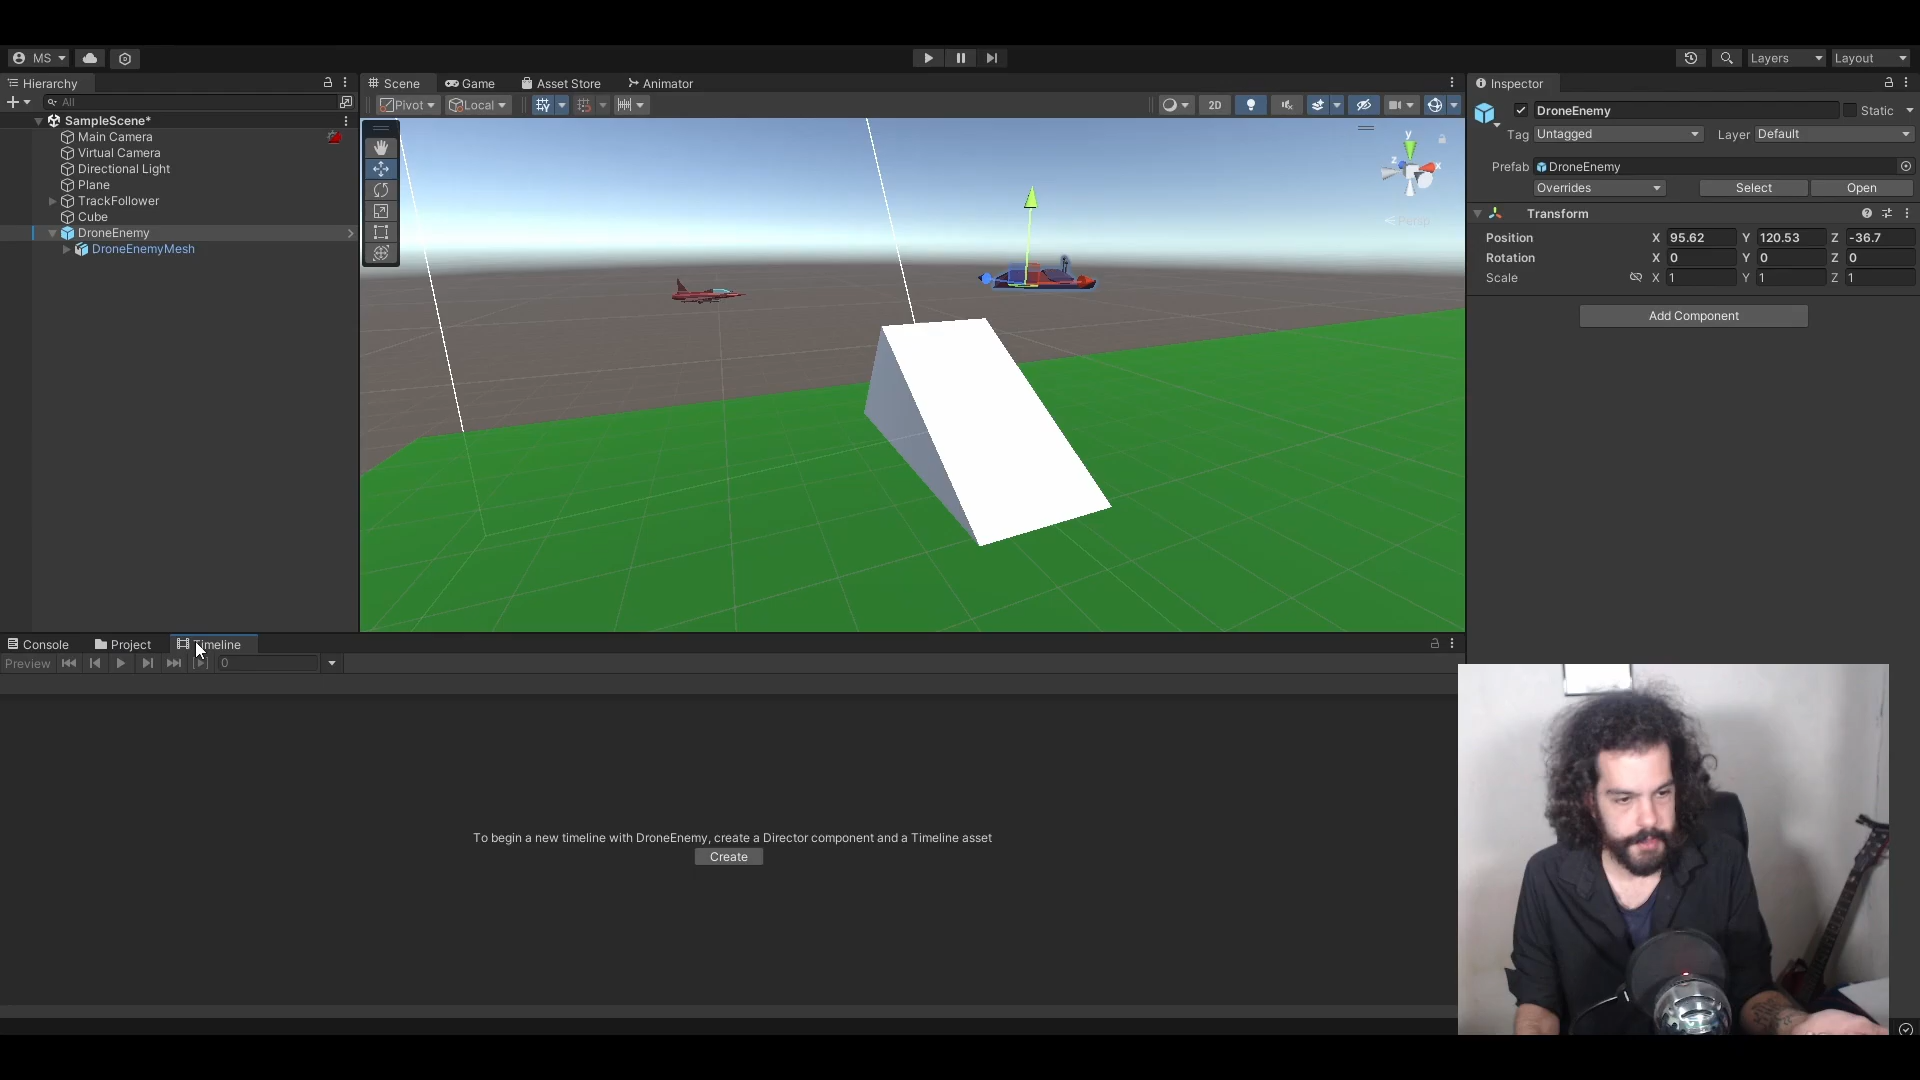 MS
Layers
Layout
Hierarchy
All
SampleScene*
Main Camera
Virtual Camera
Directional Light
Plane
TrackFollower
Cube
DroneEnemy
DroneEnemyMesh
Scene
Game
Asset Store
Animator
Pivot
Local
2D
y
z
x
Persp
Inspector
DroneEnemy
Static
Tag Untagged
Layer Default
Prefab DroneEnemy
Overrides
Select
Open
Transform
Position X 95.62 Y 120.53 Z -36.7
Rotation X 0 Y 0 Z 0
Scale X 1 Y 1 Z 1
Add Component
Console
Project
Timeline
Preview
0
To begin a new timeline with DroneEnemy, create a Director component and a Timeline asset
Create